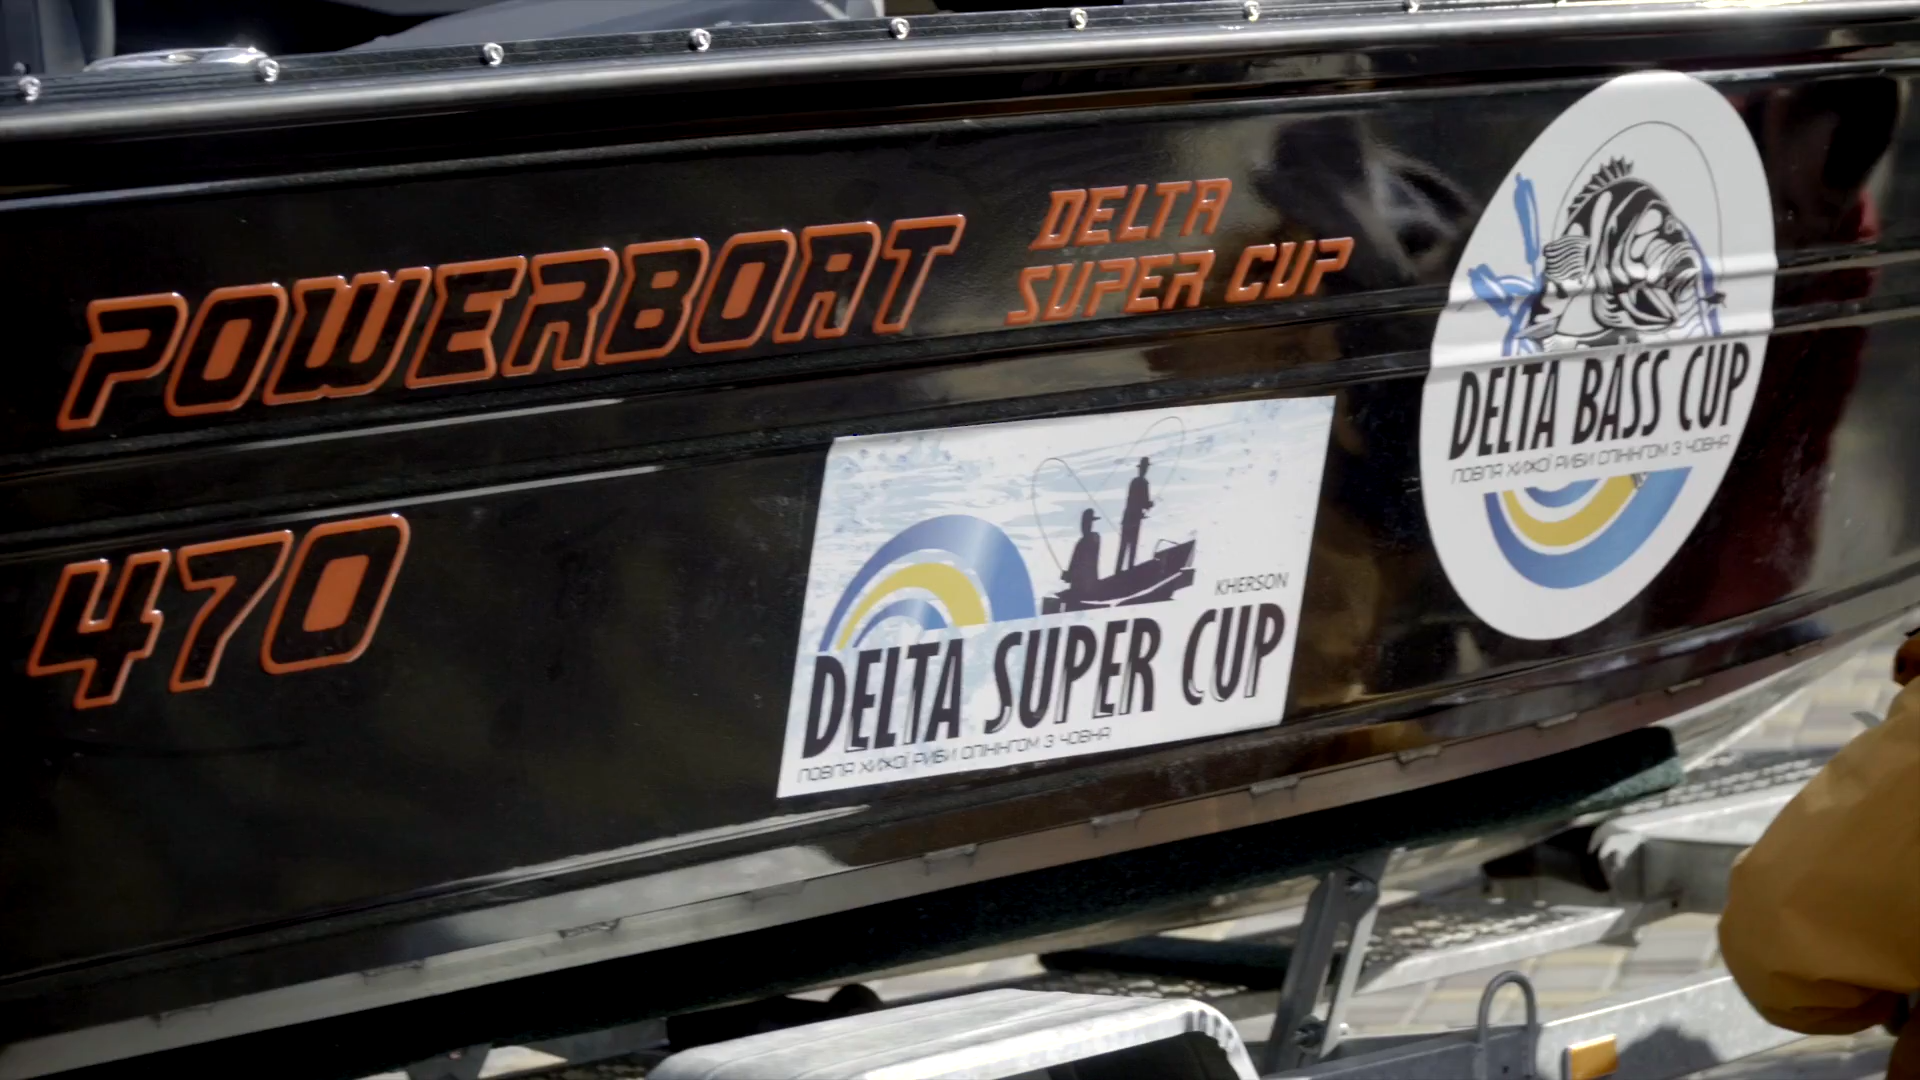 POWERBOAT
DELTA
SUPER CUP
470
KHERSON
DELTA SUPER CUP
ЛОВЛЯ ХИЖОЇ РИБИ СПІНІНГОМ З ЧОВНА
DELTA BASS CUP
ЛОВЛЯ ХИЖОЇ РИБИ СПІНІНГОМ З ЧОВНА